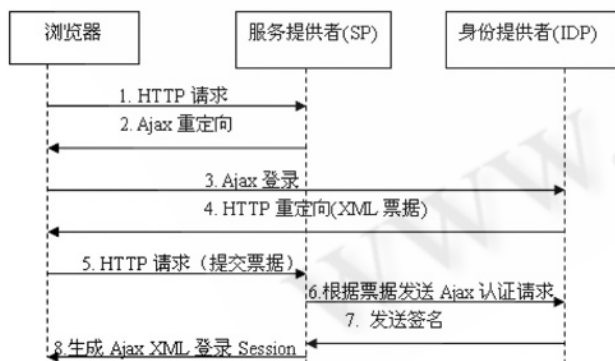 浏览器
服务提供者(SP)
身份提供者(IDP)
1. HTTP 请求
2. Ajax 重定向
3. Ajax 登录
4. HTTP 重定向(XML 票据)
5. HTTP 请求（提交票据）
6.根据票据发送 Ajax 认证请求
7. 发送签名
8.生成 Ajax XML 登录 Session
www.